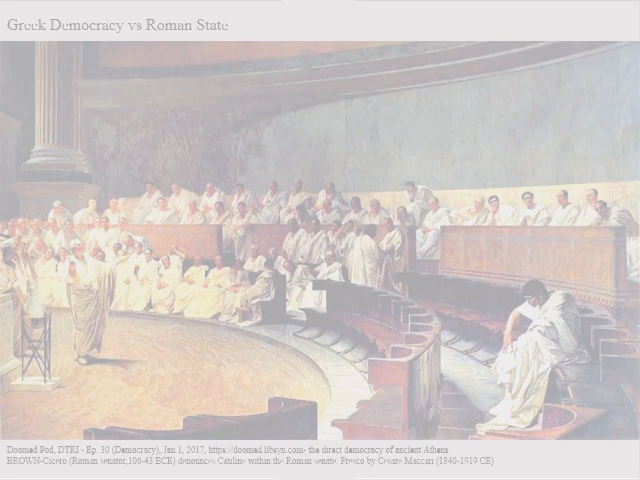 Greek Democracy vs Roman State
Doomed Pod, DTRI - Ep. 30 (Democracy), Jan 1, 2017, https://doomed.libsyn.com- the direct democracy of ancient Athens
BROWN-Cicero (Roman senator,106-43 BCE) denounces Catiline within the Roman senate. Fresco by Cesare Maccari (1840-1919 CE)